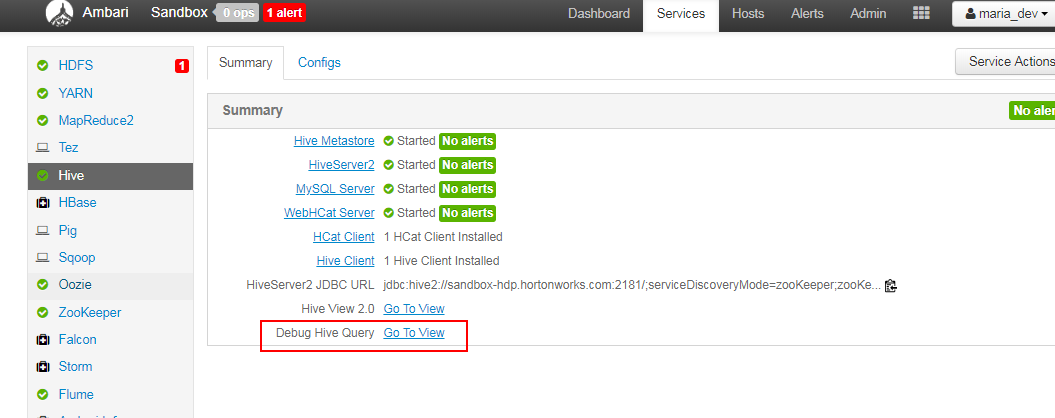 Ambari Sandbox 0 ops 1 alert Dashboard Services Hosts Alerts Admin maria_dev
HDFS 1
YARN
MapReduce2
Tez
Hive
HBase
Pig
Sqoop
Oozie
ZooKeeper
Falcon
Storm
Flume
Summary Configs Service Actions
Summary No aler
Hive Metastore Started No alerts
HiveServer2 Started No alerts
MySQL Server Started No alerts
WebHCat Server Started No alerts
HCat Client 1 HCat Client Installed
Hive Client 1 Hive Client Installed
HiveServer2 JDBC URL jdbc:hive2://sandbox-hdp.hortonworks.com:2181/;serviceDiscoveryMode=zooKeeper;zooKe...
Hive View 2.0 Go To View
Debug Hive Query Go To View